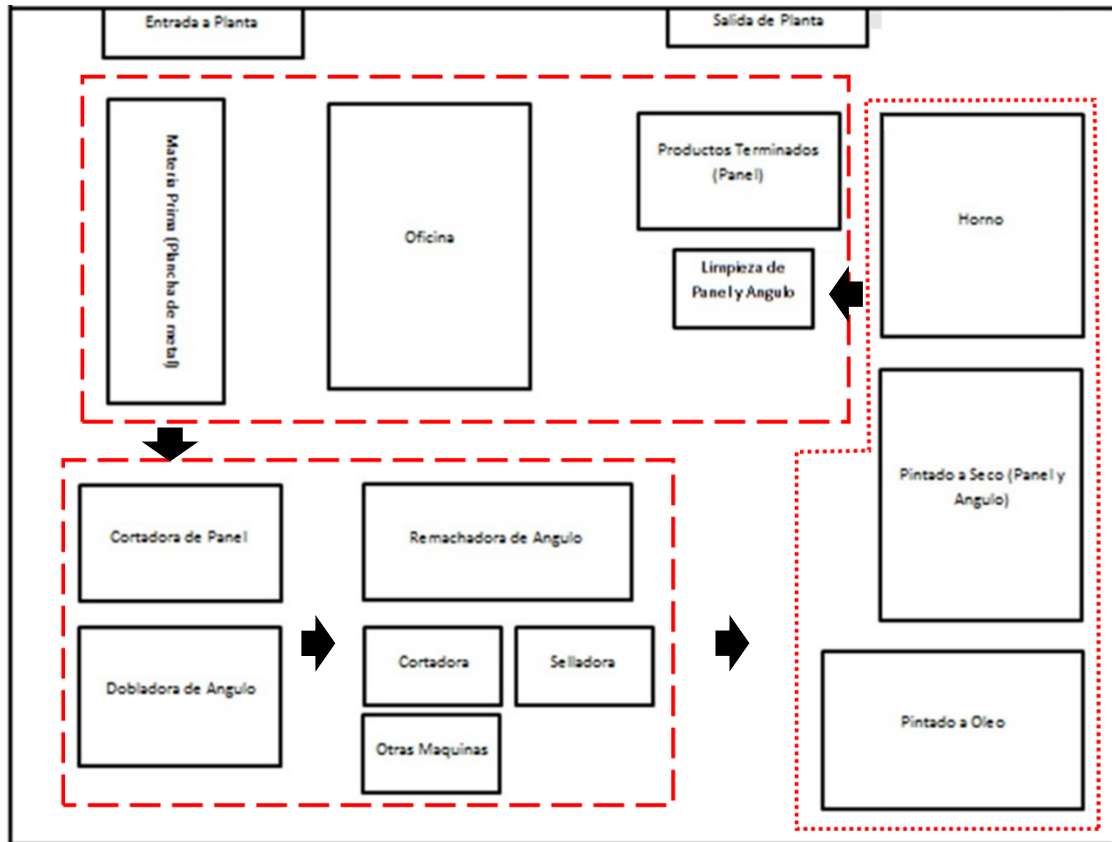 Entrada a Planta
Salida de Planta
Materia Prima (Plancha de metal)
Oficina
Productos Terminados
(Panel)
Limpieza de
Panel y Angulo
Horno
Cortadora de Panel
Remachadora de Angulo
Pintado a Seco (Panel y
Angulo)
Dobladora de Angulo
Cortadora
Selladora
Otras Maquinas
Pintado a Oleo